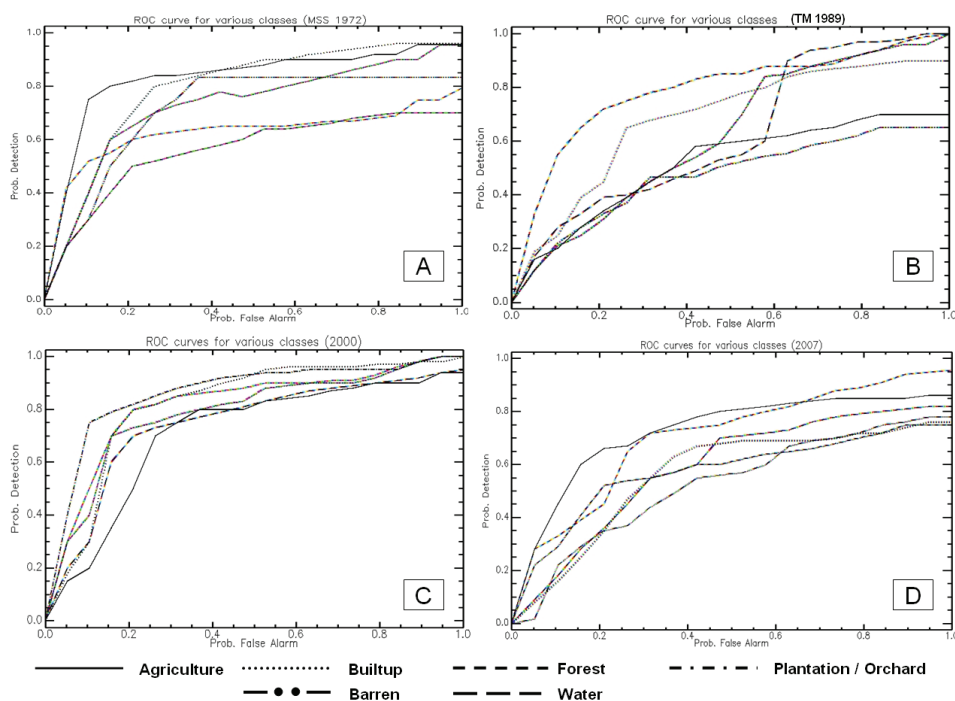 ROC curve for various classes (MSS 1972)
Prob. Detection
1.0
0.8
0.6
0.4
0.2
0.0
A
0.0 0.2 0.4 0.6 0.8 1.0
Prob. False Alarm
ROC curve for various classes (TM 1989)
Prob. Detection
1.0
0.8
0.6
0.4
0.2
0.0
B
0.0 0.2 0.4 0.6 0.8 1.0
Prob. False Alarm
ROC curves for various classes (2000)
Prob. Detection
1.0
0.8
0.6
0.4
0.2
0.0
C
0.0 0.2 0.4 0.6 0.8 1.0
Prob. False Alarm
ROC curves for various classes (2007)
Prob. Detection
1.0
0.8
0.6
0.4
0.2
0.0
D
0.0 0.2 0.4 0.6 0.8 1.0
Prob. False Alarm
Agriculture Builtup Forest Plantation / Orchard
Barren Water